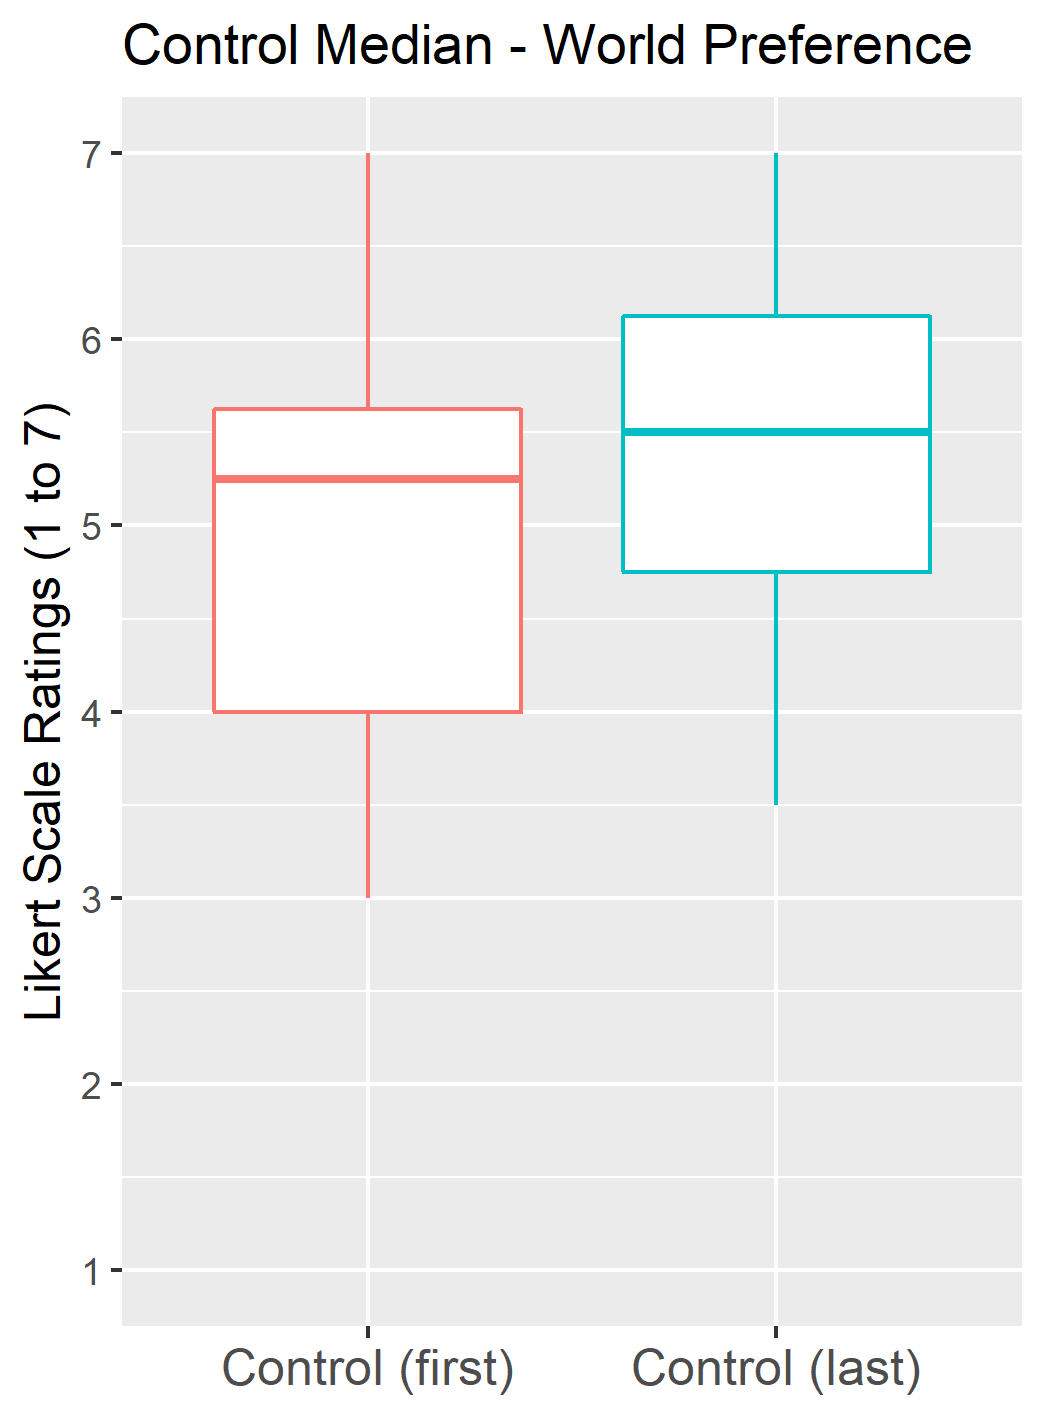 Control Median - World Preference
Likert Scale Ratings (1 to 7)
7
6
5
4
3
2
1
Control (first)
Control (last)